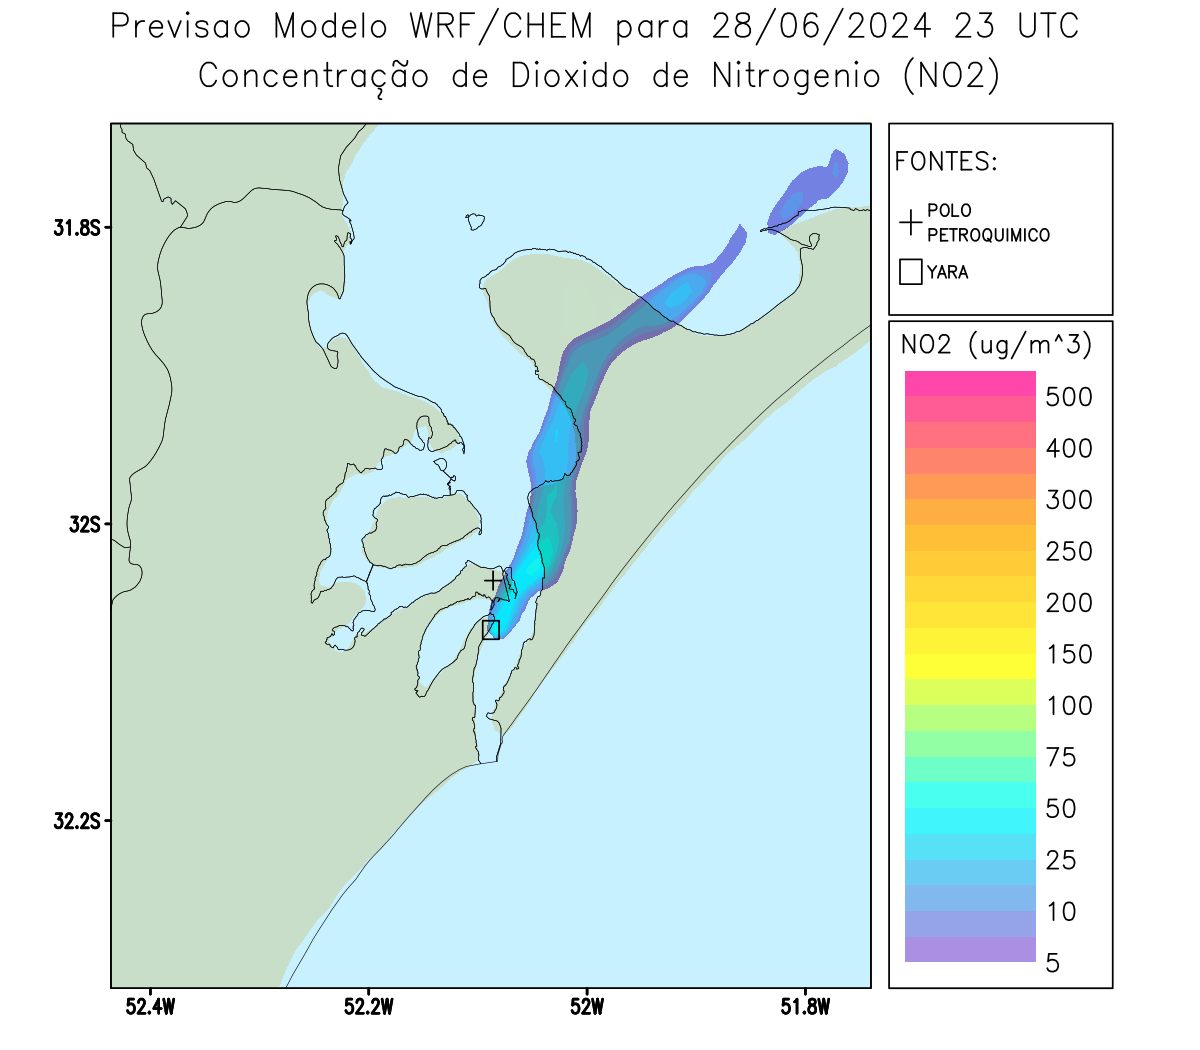 Previsao Modelo WRF/CHEM para 28/06/2024 23 UTC
Concentração de Dioxido de Nitrogenio (NO2)
FONTES:
POLO
PETROQUIMICO
YARA
NO2 (ug/m^3)
500
400
300
250
200
150
100
75
50
25
10
5
31.8S
32S
32.2S
52.4W
52.2W
52W
51.8W